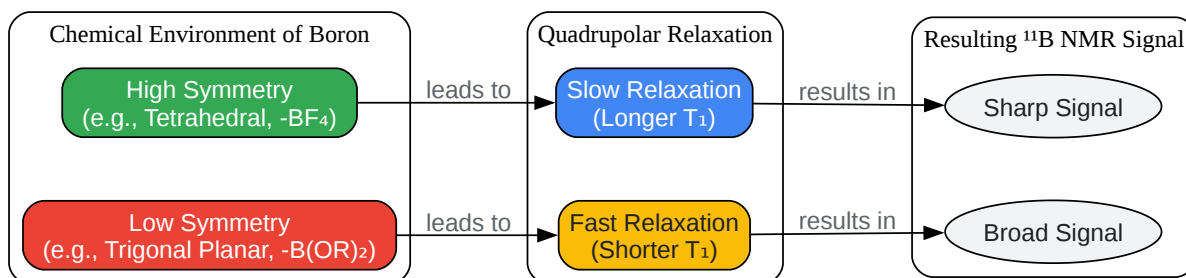 Chemical Environment of Boron
Quadrupolar Relaxation
Resulting ¹¹B NMR Signal
High Symmetry
(e.g., Tetrahedral, -BF₄)
leads to
Slow Relaxation
(Longer T₁)
results in
Sharp Signal
Low Symmetry
(e.g., Trigonal Planar, -B(OR)₂)
leads to
Fast Relaxation
(Shorter T₁)
results in
Broad Signal